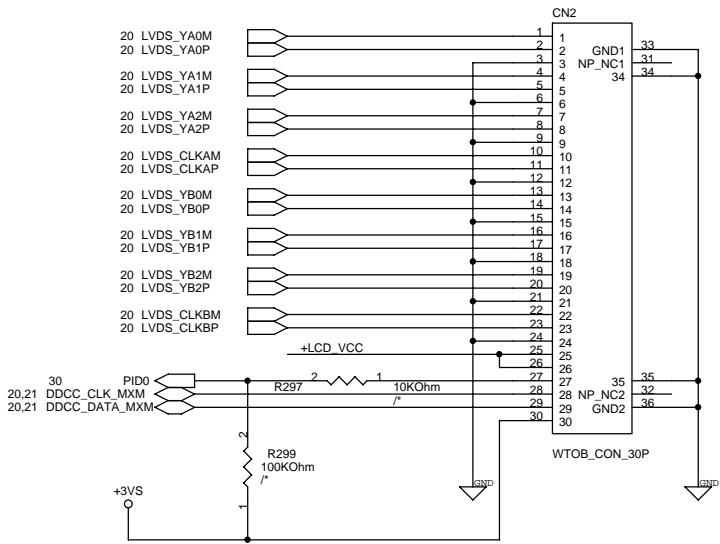 CN2
20 LVDS_YA0M 1 1
20 LVDS_YA0P 2 2 GND1 33
3 3 NP_NC1 31
20 LVDS_YA1M 4 4 34 34
20 LVDS_YA1P 5 5
6 6
20 LVDS_YA2M 7 7
20 LVDS_YA2P 8 8
9 9
20 LVDS_CLKAM 10 10
20 LVDS_CLKAP 11 11
12 12
20 LVDS_YB0M 13 13
20 LVDS_YB0P 14 14
15 15
20 LVDS_YB1M 16 16
20 LVDS_YB1P 17 17
18 18
20 LVDS_YB2M 19 19
20 LVDS_YB2P 20 20
21 21
20 LVDS_CLKBM 22 22
20 LVDS_CLKBP 23 23
24 24
+LCD_VCC 25 25
26 26
30 PID0 2 1 27 27 35 35
R297 10KOhm
/*
20,21 DDCC_CLK_MXM 28 28 NP_NC2 32
20,21 DDCC_DATA_MXM 29 29 GND2 36
30 30
2
R299
100KOhm
/*
1
WTOB_CON_30P
+3VS
GND
GND